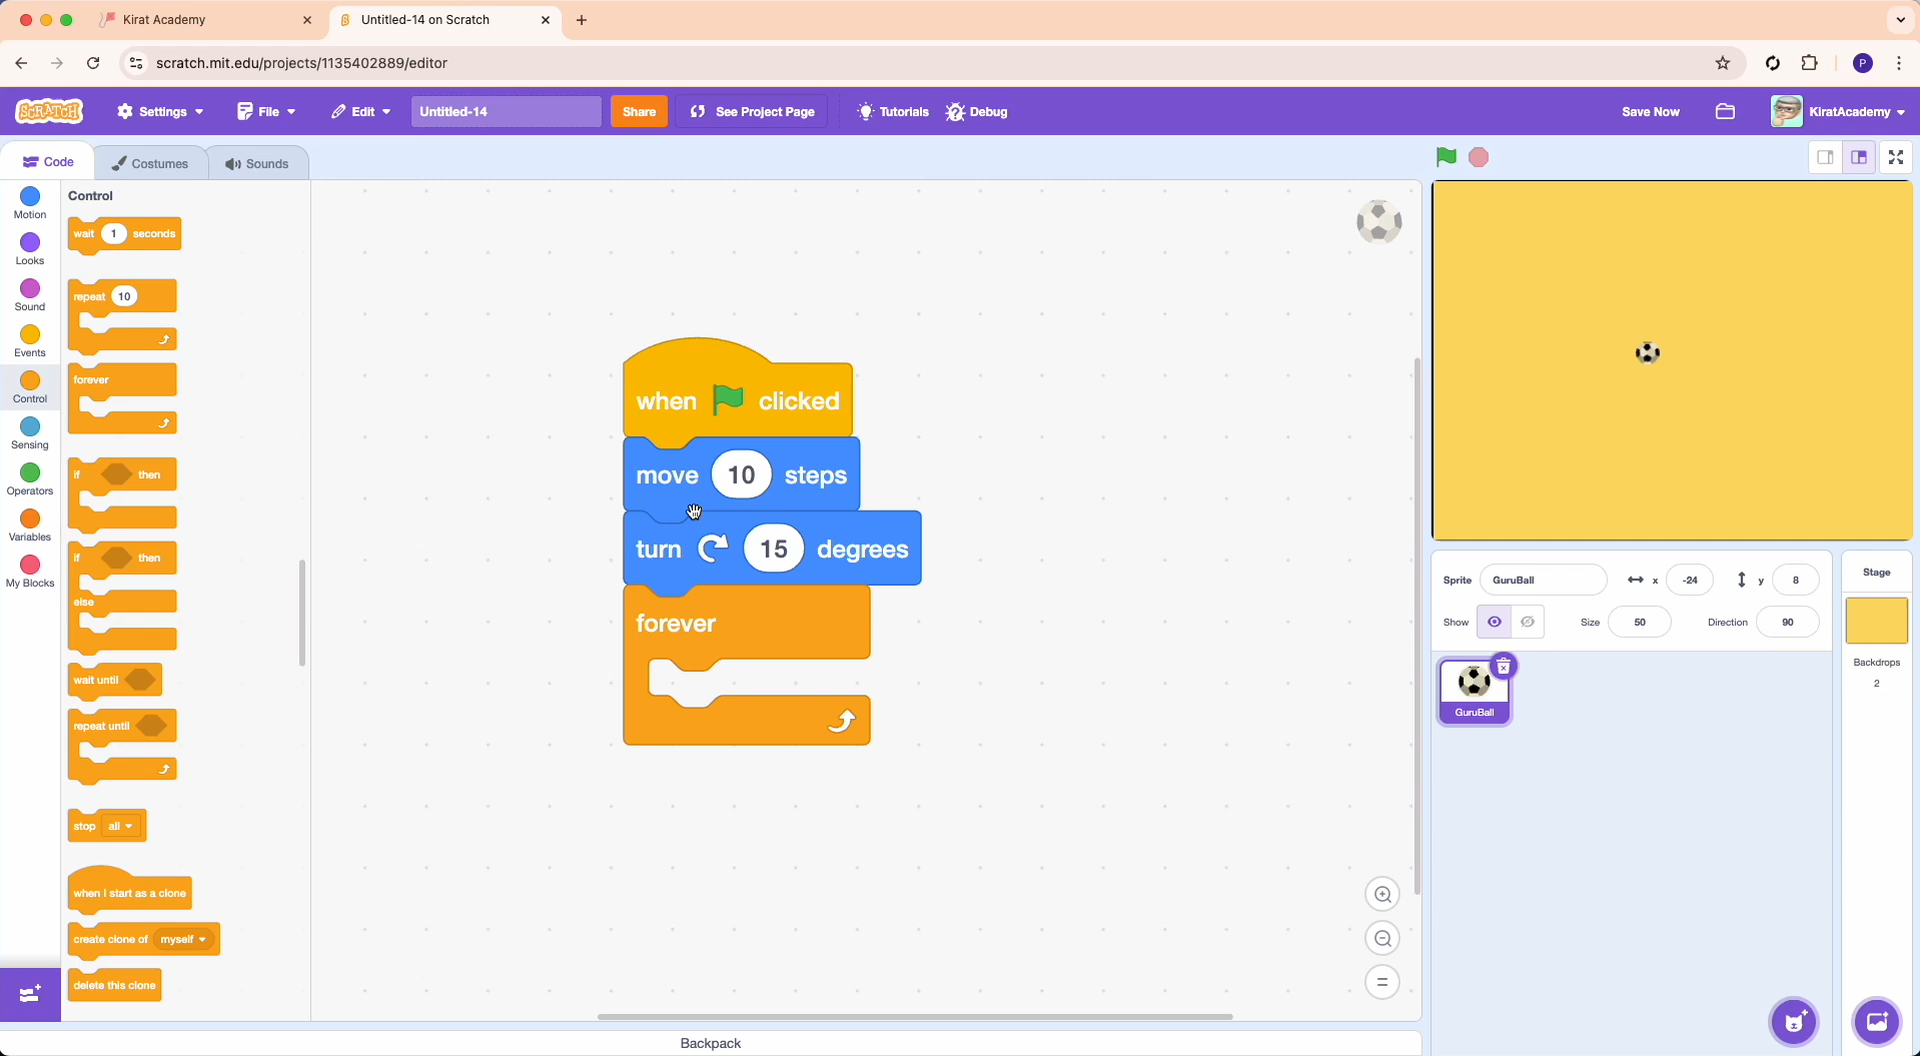 Kirat Academy
Untitled-14 on Scratch
scratch.mit.edu/projects/1135402889/editor
P
SCRATCH
Settings
File
Edit
Untitled-14
Share
See Project Page
Tutorials
Debug
Save Now
KiratAcademy
Code
Costumes
Sounds
Motion
Looks
Sound
Events
Control
Sensing
Operators
Variables
My Blocks
Control
wait 1 seconds
repeat 10
forever
if then
if then
else
wait until
repeat until
stop all
when I start as a clone
create clone of myself
delete this clone
when clicked
move 10 steps
turn 15 degrees
forever
Backpack
Sprite GuruBall x -24 y 8
Show Size 50 Direction 90
GuruBall
Stage
Backdrops
2